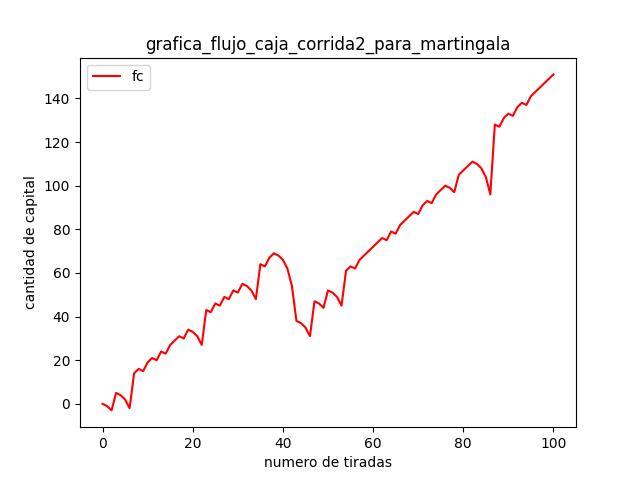 grafica_flujo_caja_corrida2_para_martingala
fc
140
120
100
80
60
40
20
0
cantidad de capital
0 20 40 60 80 100
numero de tiradas